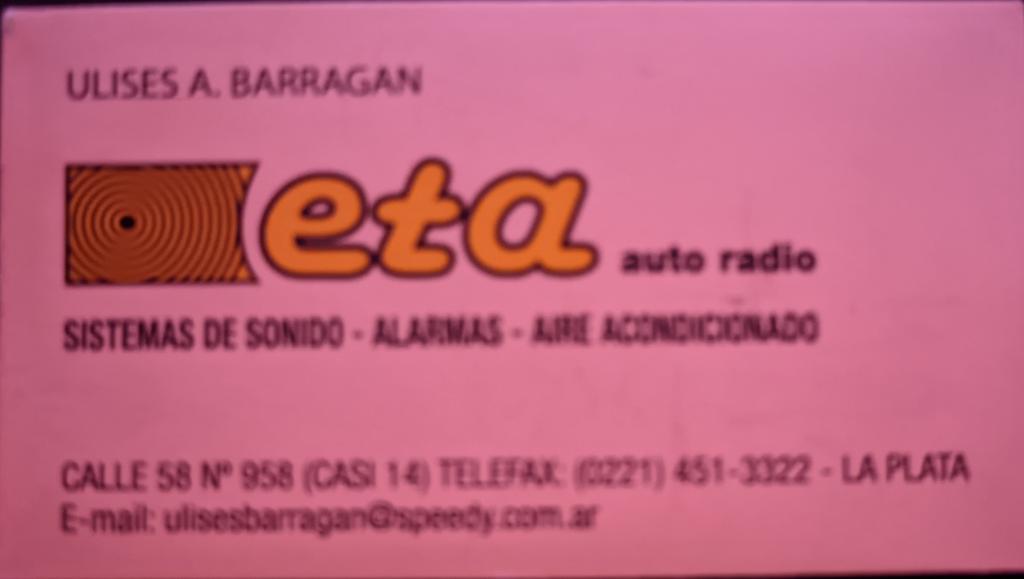 ULISES A. BARRAGAN
eta auto radio
SISTEMAS DE SONIDO - ALARMAS - AIRE ACONDICIONADO
CALLE 58 Nº 958 (CASI 14) TELEFAX: (0221) 451-3322 - LA PLATA
E-mail: ulisesbarragan@speedy.com.ar